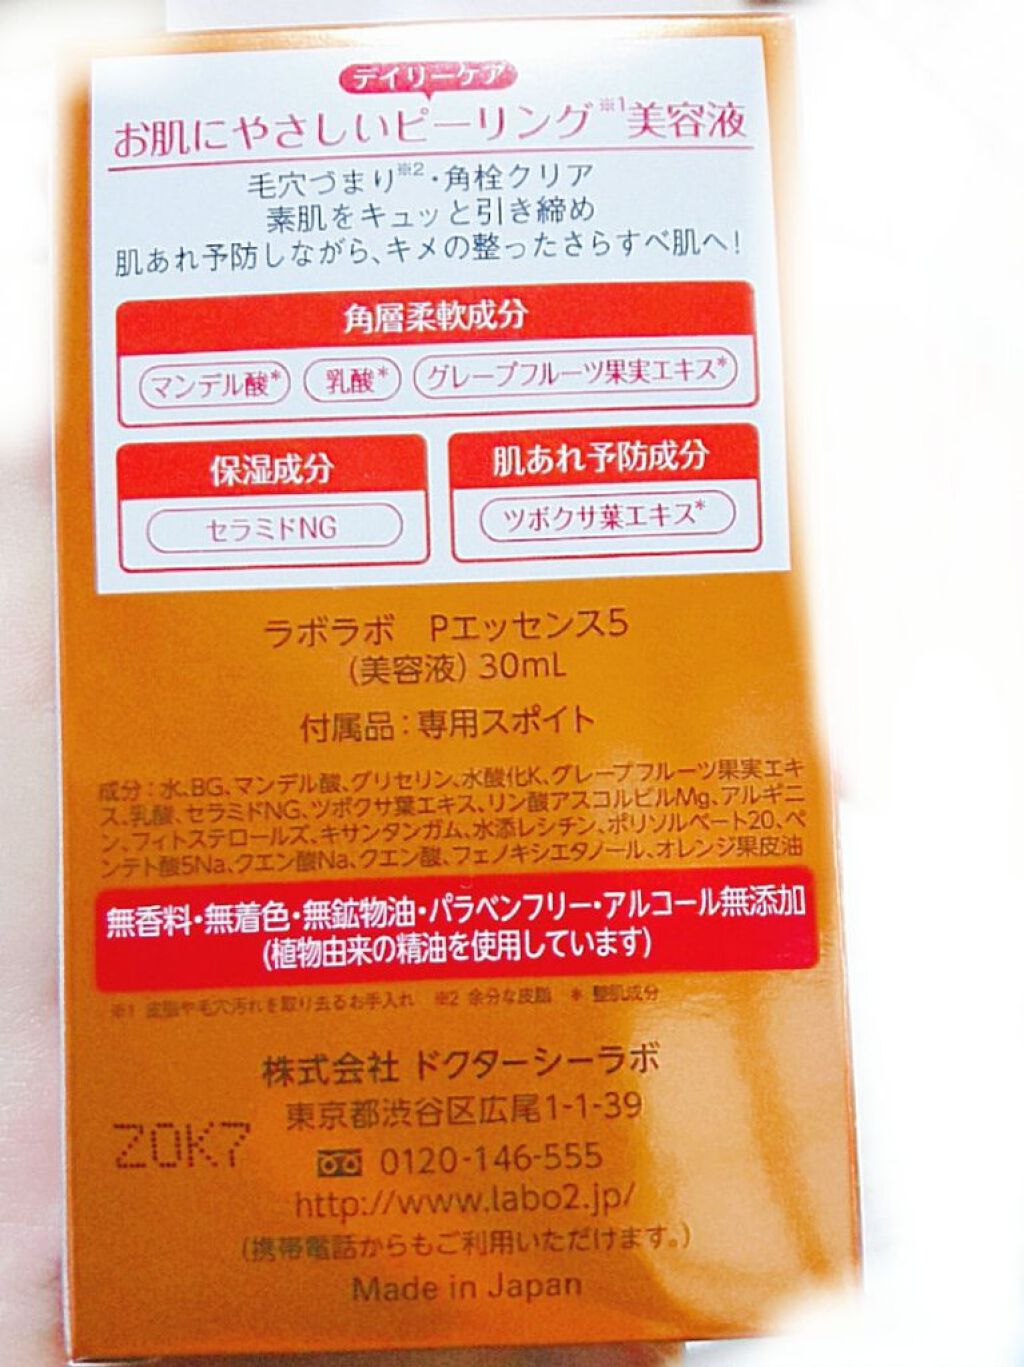 デイリーケア
お肌にやさしいピーリング※1美容液
毛穴づまり※2・角栓クリア
素肌をキュッと引き締め
肌あれ予防しながら、キメの整ったさらすべ肌へ！
角層柔軟成分
マンデル酸* 乳酸* グレープフルーツ果実エキス*
保湿成分 肌あれ予防成分
セラミドNG ツボクサ葉エキス*
ラボラボ Pエッセンス5
(美容液) 30mL
付属品：専用スポイト
成分：水、BG、マンデル酸、グリセリン、水酸化K、グレープフルーツ果実エキ
ス、乳酸、セラミドNG、ツボクサ葉エキス、リン酸アスコルビルMg、アルギニ
ン、フィトステロールズ、キサンタンガム、水添レシチン、ポリソルベート20、ペ
ンテト酸5Na、クエン酸Na、クエン酸、フェノキシエタノール、オレンジ果皮油
無香料・無着色・無鉱物油・パラベンフリー・アルコール無添加
(植物由来の精油を使用しています)
※1 皮脂や毛穴汚れを取り去るお手入れ ※2 余分な皮脂 * 整肌成分
株式会社 ドクターシーラボ
東京都渋谷区広尾1-1-39
ZOK7
0120-146-555
http://www.labo2.jp/
(携帯電話からもご利用いただけます。)
Made in Japan